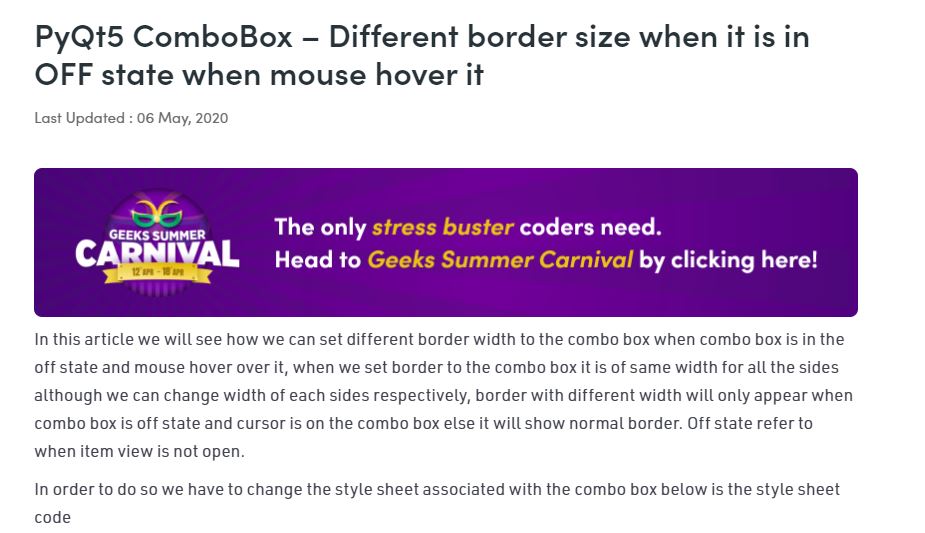 PyQt5 ComboBox – Different border size when it is in
OFF state when mouse hover it
Last Updated : 06 May, 2020
GEEKS SUMMER
CARNIVAL
12 APR - 18 APR
The only stress buster coders need.
Head to Geeks Summer Carnival by clicking here!
In this article we will see how we can set different border width to the combo box when combo box is in the
off state and mouse hover over it, when we set border to the combo box it is of same width for all the sides
although we can change width of each sides respectively, border with different width will only appear when
combo box is off state and cursor is on the combo box else it will show normal border. Off state refer to
when item view is not open.
In order to do so we have to change the style sheet associated with the combo box below is the style sheet
code